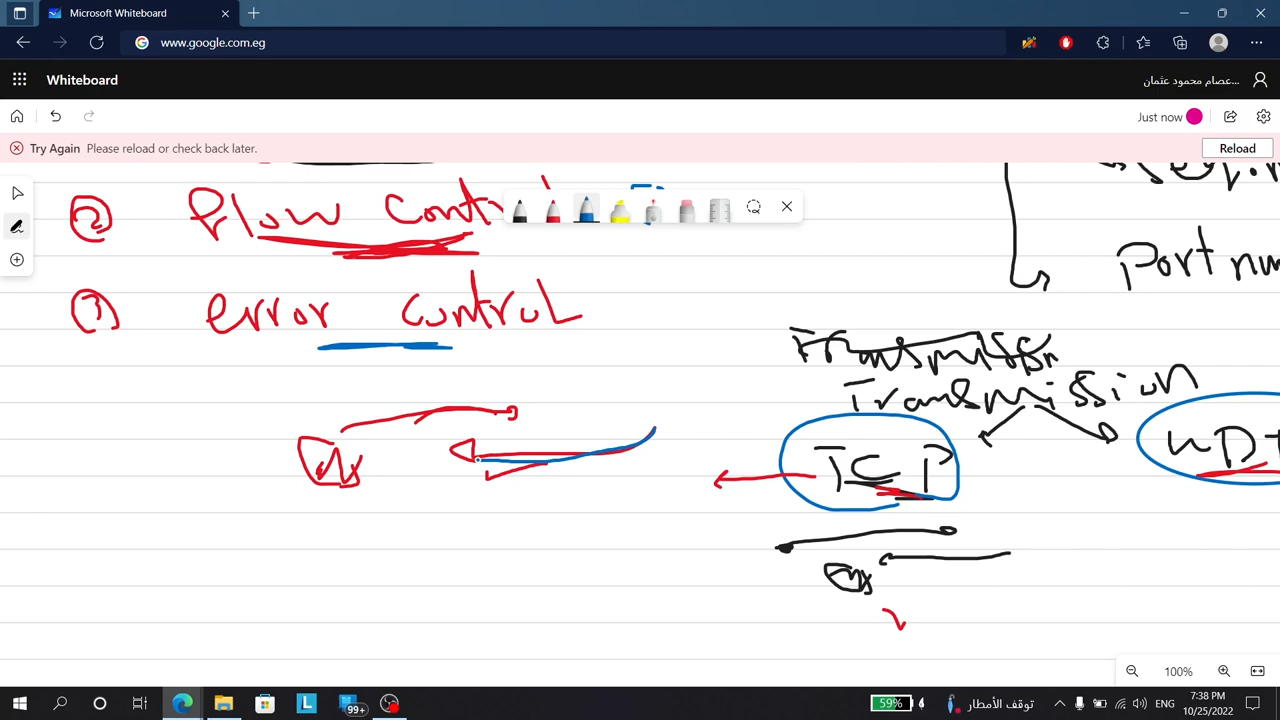 Microsoft Whiteboard
www.google.com.eg
Whiteboard
عصام محمود عثمان...
Just now
Try Again Please reload or check back later.
Reload
② flow
③ error control
Port num
Transmission
TCP
UDP
100%
99+
59%
توقف الأمطار
ENG
7:38 PM
10/25/2022